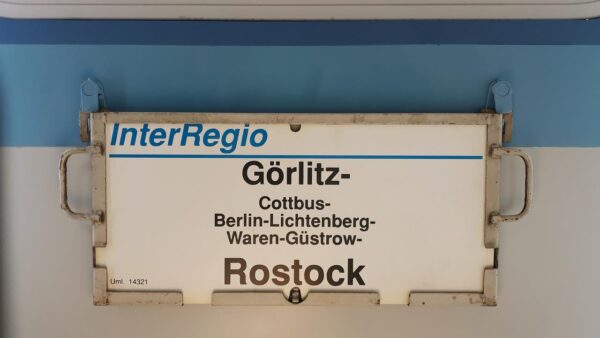 InterRegio
Görlitz-
Cottbus-
Berlin-Lichtenberg-
Waren-Güstrow-
Rostock
Uml. 14321